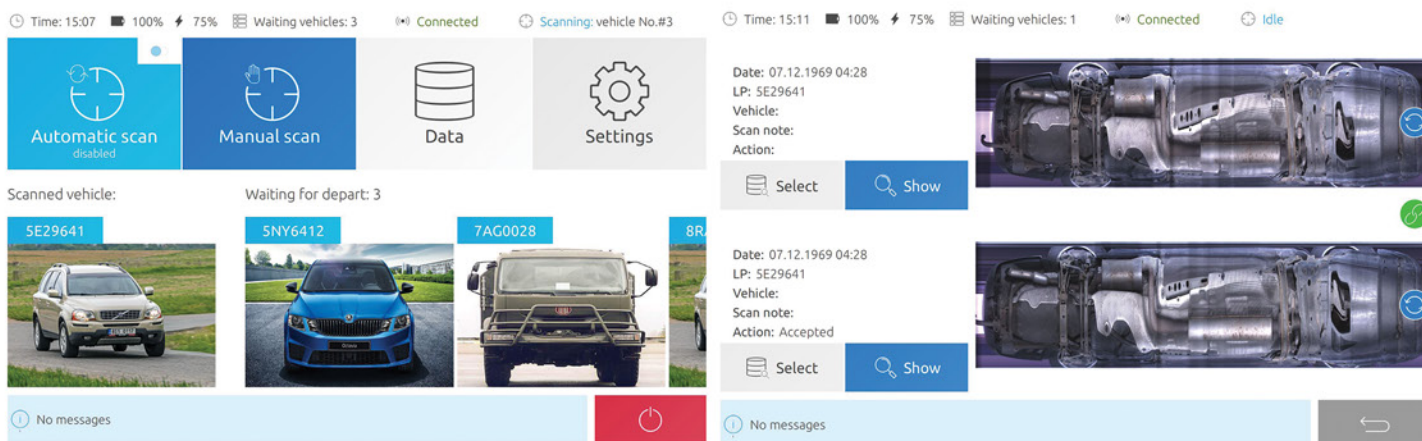 Time: 15:07 100% 75% Waiting vehicles: 3 Connected Scanning: vehicle No.#3
Automatic scan
disabled
Manual scan
Data
Settings
Scanned vehicle:
Waiting for depart: 3
5E29641
5NY6412
7AG0028
8R
No messages
Time: 15:11 100% 75% Waiting vehicles: 1 Connected Idle
Date: 07.12.1969 04:28
LP: 5E29641
Vehicle:
Scan note:
Action:
Select
Show
Date: 07.12.1969 04:28
LP: 5E29641
Vehicle:
Scan note:
Action: Accepted
Select
Show
No messages